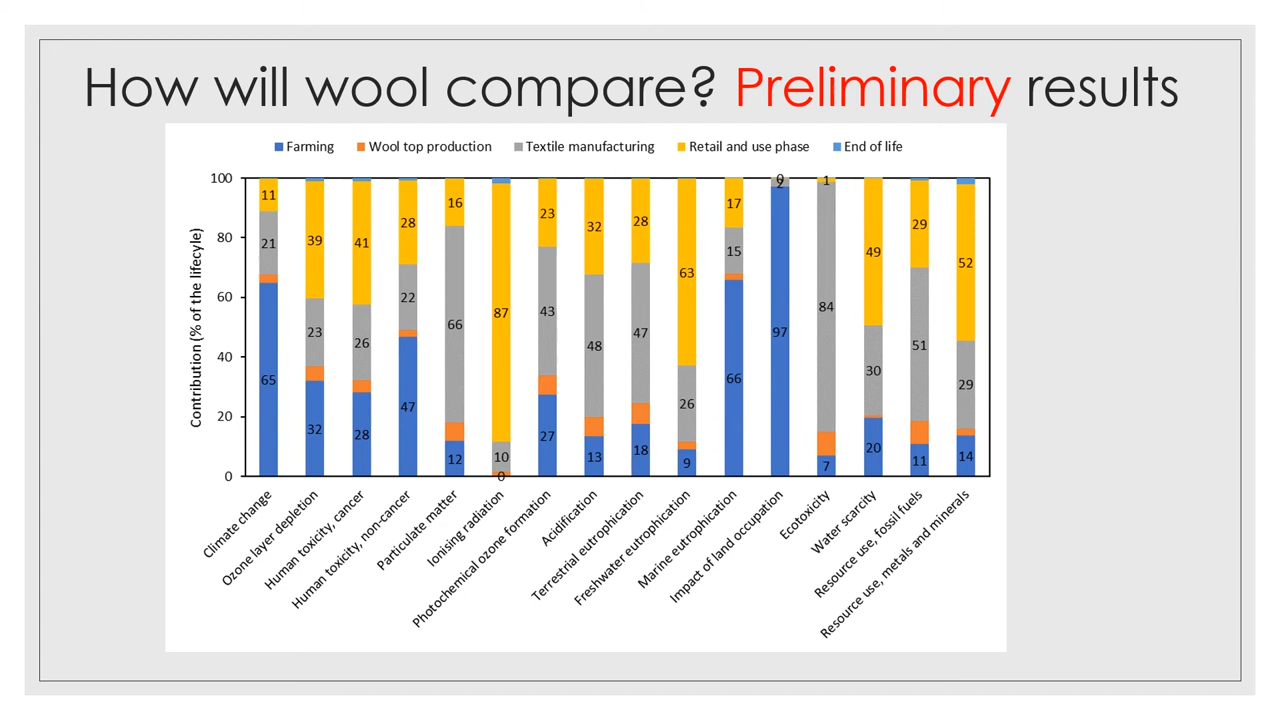 How will wool compare? Preliminary results
Farming Wool top production Textile manufacturing Retail and use phase End of life
Contribution (% of the lifecyle)
100
80
60
40
20
0
11
21
65
39
23
32
41
26
28
28
22
47
16
66
12
87
10
0
23
43
27
32
48
13
28
47
18
63
26
9
17
15
66
0
2
97
1
84
7
49
30
20
29
51
11
52
29
14
Climate change
Ozone layer depletion
Human toxicity, cancer
Human toxicity, non-cancer
Particulate matter
Ionising radiation
Photochemical ozone formation
Acidification
Terrestrial eutrophication
Freshwater eutrophication
Marine eutrophication
Impact of land occupation
Ecotoxicity
Water scarcity
Resource use, fossil fuels
Resource use, metals and minerals